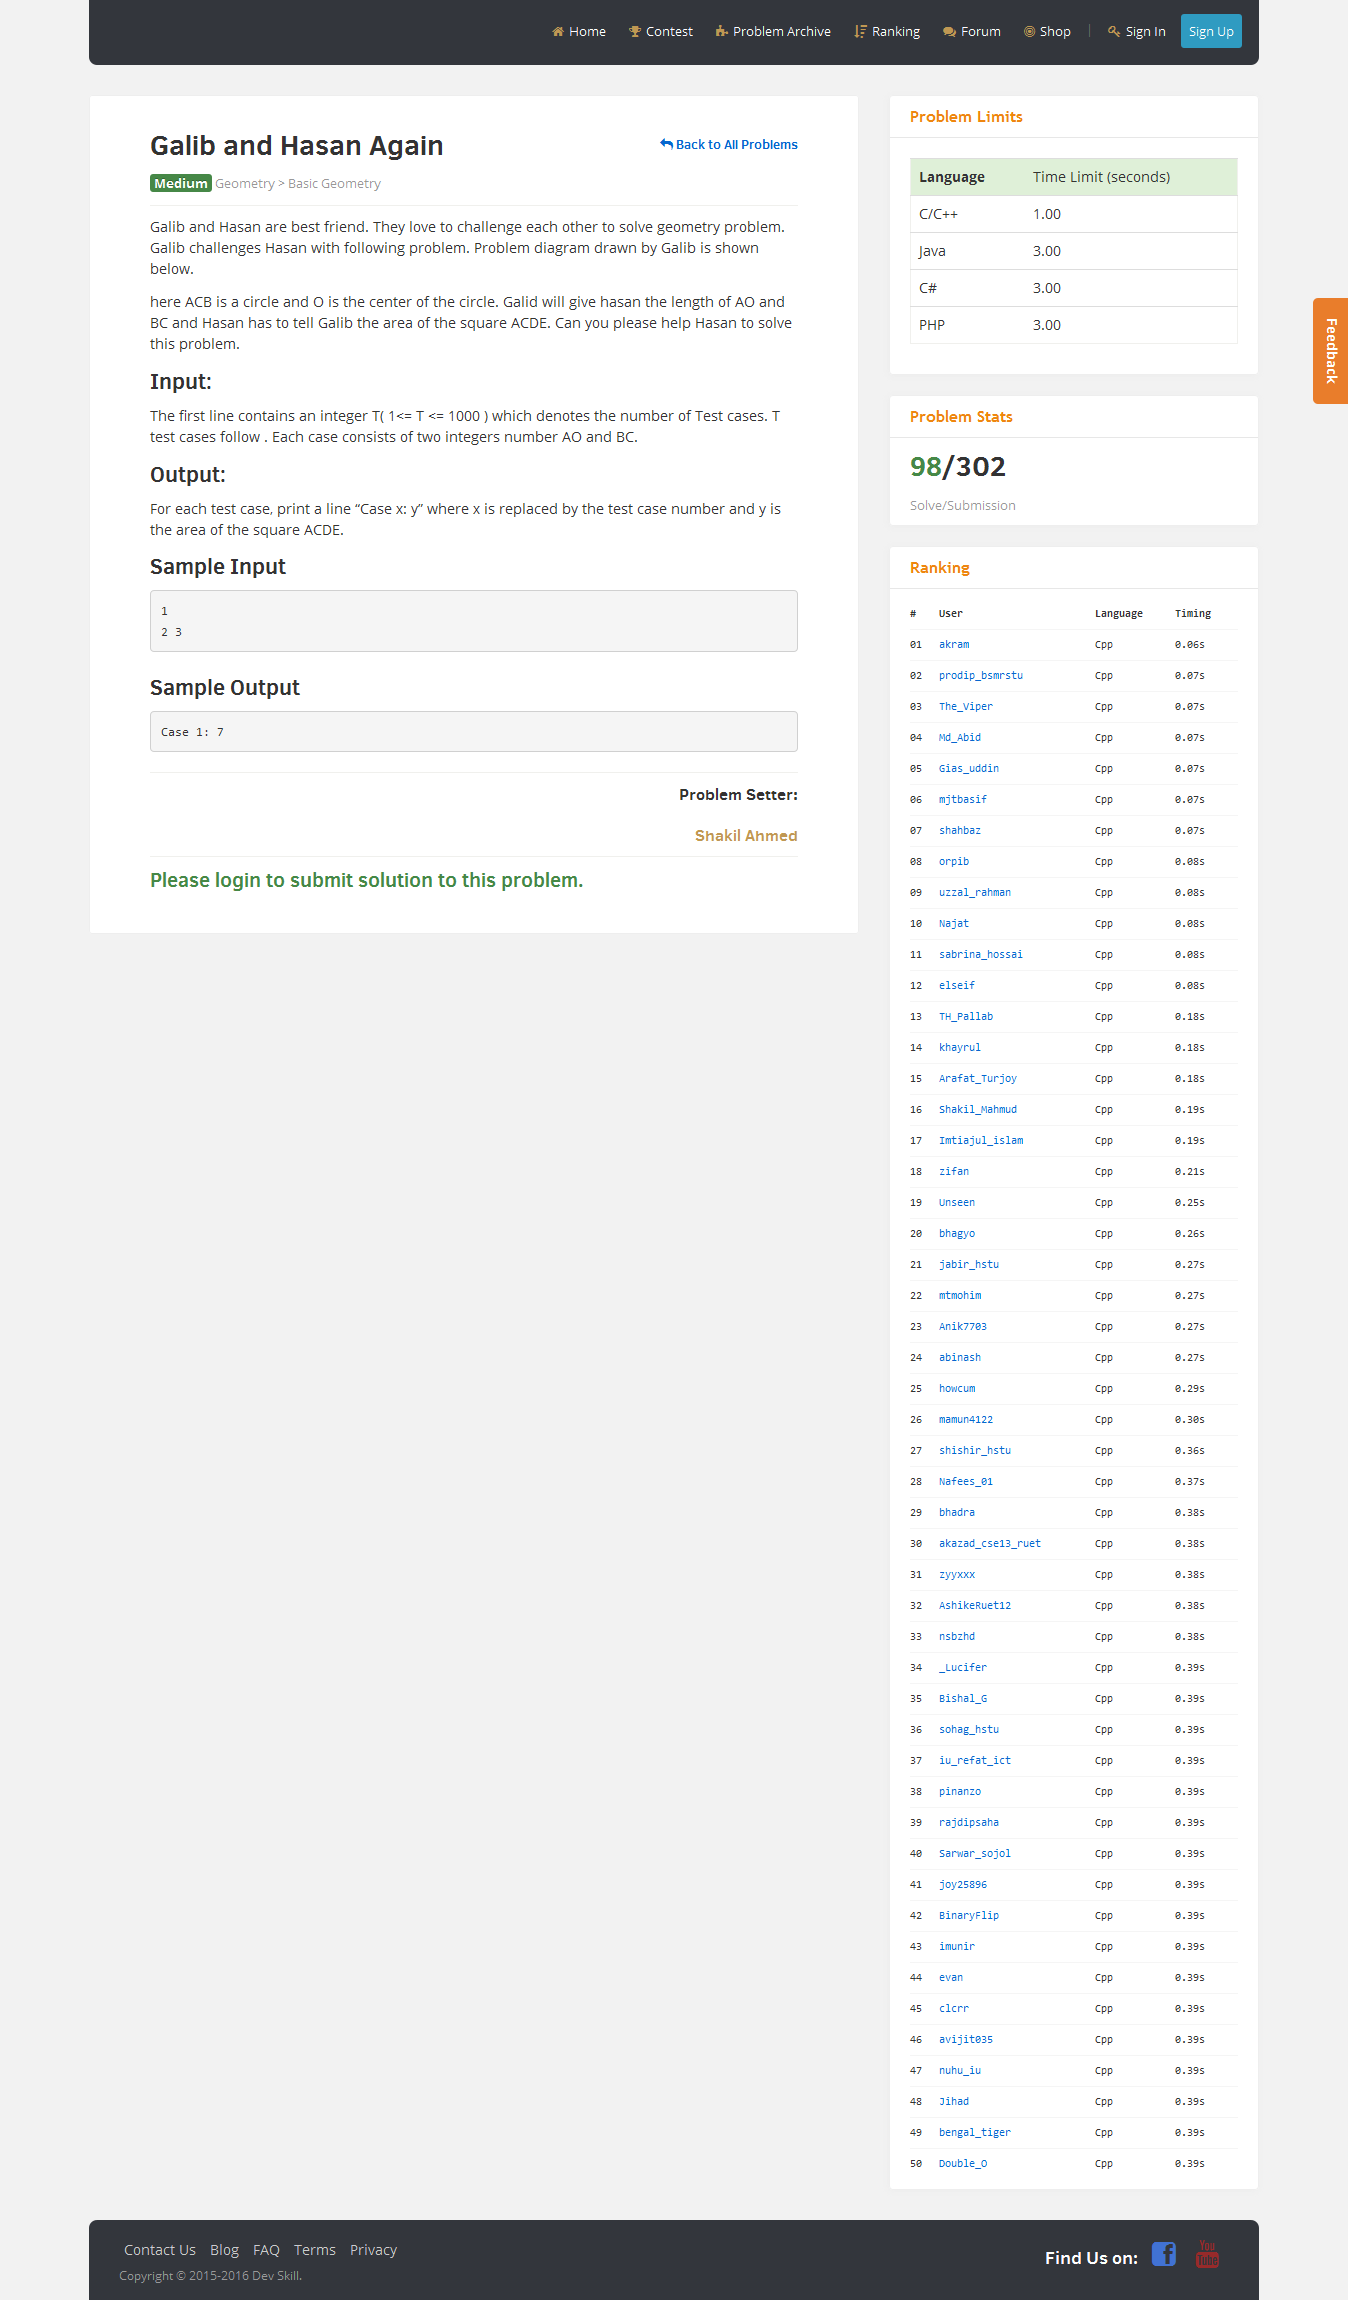 Home Contest Problem Archive Ranking Forum Shop | Sign In Sign Up
Galib and Hasan Again
Back to All Problems
Medium Geometry > Basic Geometry
Galib and Hasan are best friend. They love to challenge each other to solve geometry problem.
Galib challenges Hasan with following problem. Problem diagram drawn by Galib is shown
below.
here ACB is a circle and O is the center of the circle. Galid will give hasan the length of AO and
BC and Hasan has to tell Galib the area of the square ACDE. Can you please help Hasan to solve
this problem.
Input:
The first line contains an integer T( 1<= T <= 1000 ) which denotes the number of Test cases. T
test cases follow . Each case consists of two integers number AO and BC.
Output:
For each test case, print a line “Case x: y” where x is replaced by the test case number and y is
the area of the square ACDE.
Sample Input
1
2 3
Sample Output
Case 1: 7
Problem Setter:
Shakil Ahmed
Please login to submit solution to this problem.
Problem Limits
Language Time Limit (seconds)
C/C++ 1.00
Java 3.00
C# 3.00
PHP 3.00
Feedback
Problem Stats
98/302
Solve/Submission
Ranking
# User Language Timing
01 akram Cpp 0.06s
02 prodip_bsmrstu Cpp 0.07s
03 The_Viper Cpp 0.07s
04 Md_Abid Cpp 0.07s
05 Gias_uddin Cpp 0.07s
06 mjtbasif Cpp 0.07s
07 shahbaz Cpp 0.07s
08 orpib Cpp 0.08s
09 uzzal_rahman Cpp 0.08s
10 Najat Cpp 0.08s
11 sabrina_hossai Cpp 0.08s
12 elseif Cpp 0.08s
13 TH_Pallab Cpp 0.18s
14 khayrul Cpp 0.18s
15 Arafat_Turjoy Cpp 0.18s
16 Shakil_Mahmud Cpp 0.19s
17 Imtiajul_islam Cpp 0.19s
18 zifan Cpp 0.21s
19 Unseen Cpp 0.25s
20 bhagyo Cpp 0.26s
21 jabir_hstu Cpp 0.27s
22 mtmohim Cpp 0.27s
23 Anik7703 Cpp 0.27s
24 abinash Cpp 0.27s
25 howcum Cpp 0.29s
26 mamun4122 Cpp 0.30s
27 shishir_hstu Cpp 0.36s
28 Nafees_01 Cpp 0.37s
29 bhadra Cpp 0.38s
30 akazad_cse13_ruet Cpp 0.38s
31 zyyxxx Cpp 0.38s
32 AshikeRuet12 Cpp 0.38s
33 nsbzhd Cpp 0.38s
34 _Lucifer Cpp 0.39s
35 Bishal_G Cpp 0.39s
36 sohag_hstu Cpp 0.39s
37 iu_refat_ict Cpp 0.39s
38 pinanzo Cpp 0.39s
39 rajdipsaha Cpp 0.39s
40 Sarwar_sojol Cpp 0.39s
41 joy25896 Cpp 0.39s
42 BinaryFlip Cpp 0.39s
43 imunir Cpp 0.39s
44 evan Cpp 0.39s
45 clcrr Cpp 0.39s
46 avijit035 Cpp 0.39s
47 nuhu_iu Cpp 0.39s
48 Jihad Cpp 0.39s
49 bengal_tiger Cpp 0.39s
50 Double_O Cpp 0.39s
Contact Us Blog FAQ Terms Privacy
Copyright © 2015-2016 Dev Skill.
Find Us on: f You Tube